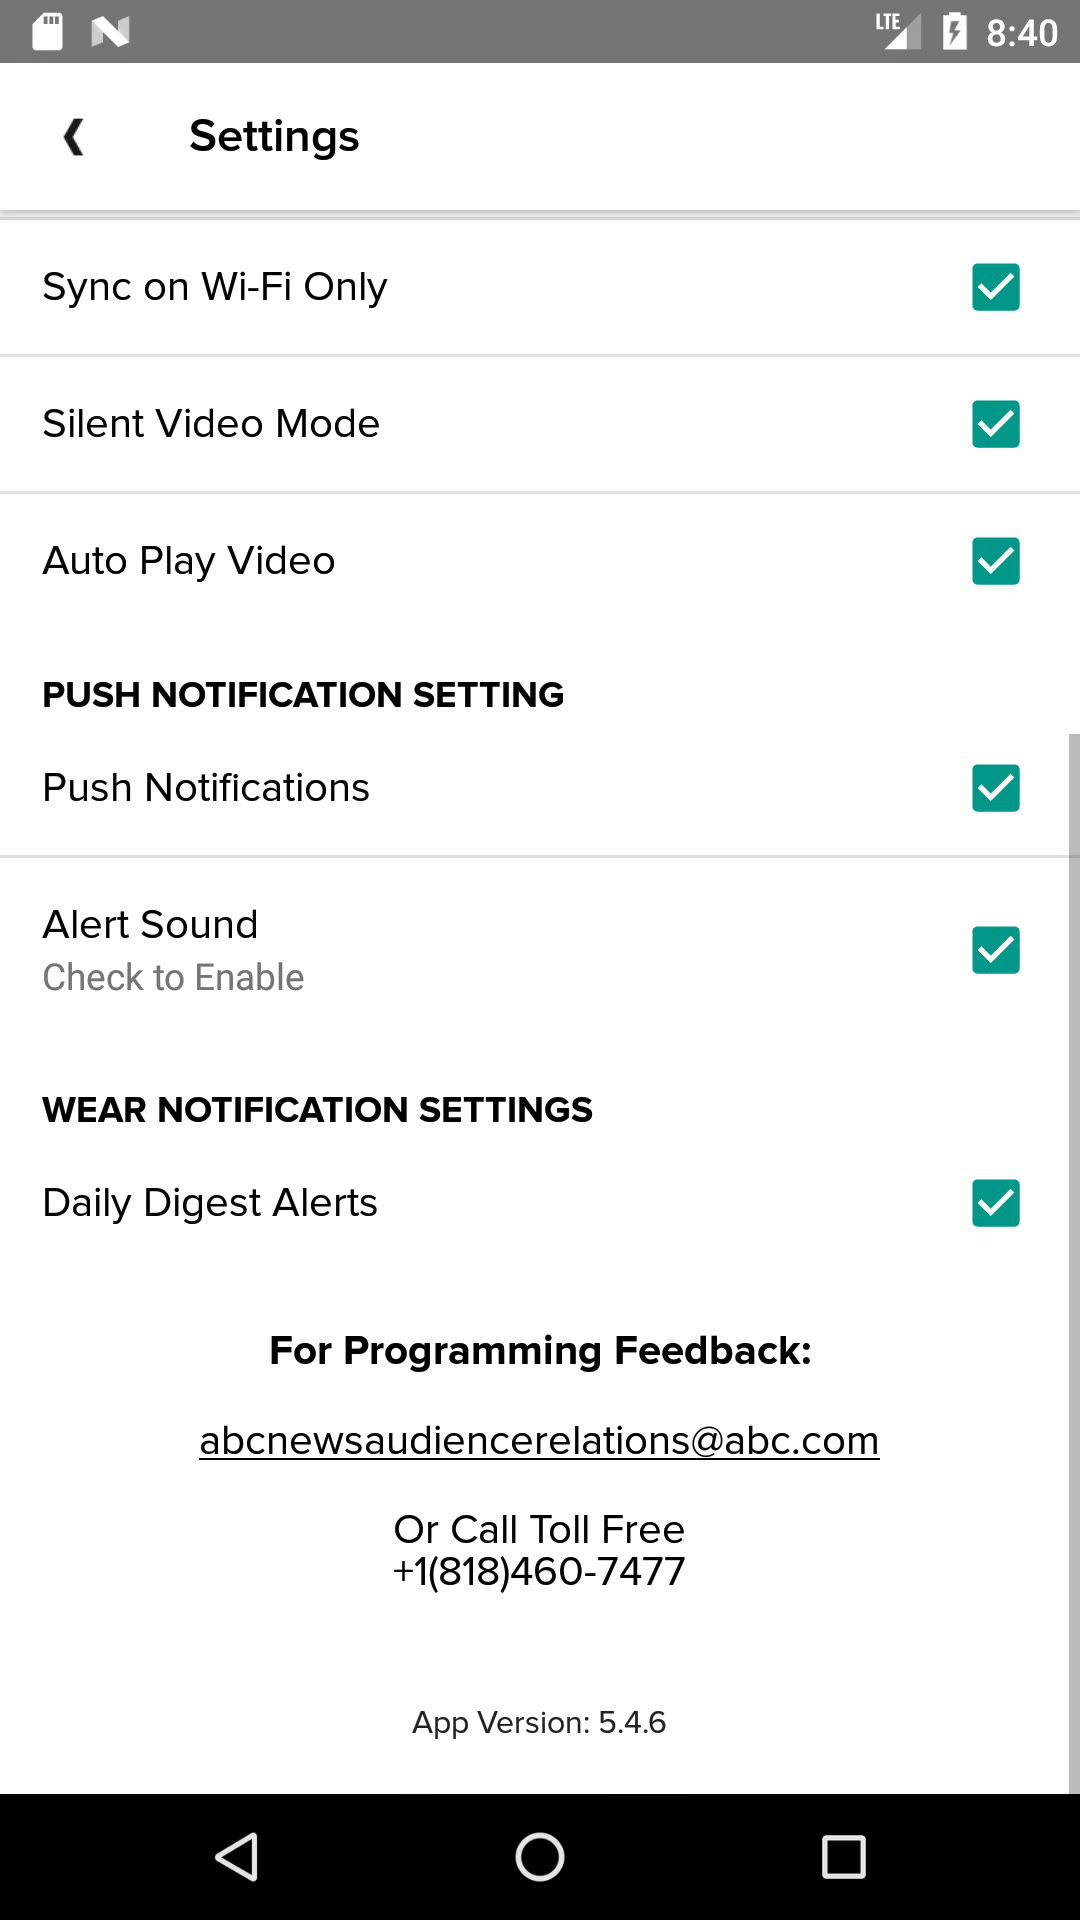 LTE 8:40
Settings
Sync on Wi-Fi Only
Silent Video Mode
Auto Play Video
PUSH NOTIFICATION SETTING
Push Notifications
Alert Sound
Check to Enable
WEAR NOTIFICATION SETTINGS
Daily Digest Alerts
For Programming Feedback:
abcnewsaudiencerelations@abc.com
Or Call Toll Free
+1(818)460-7477
App Version: 5.4.6